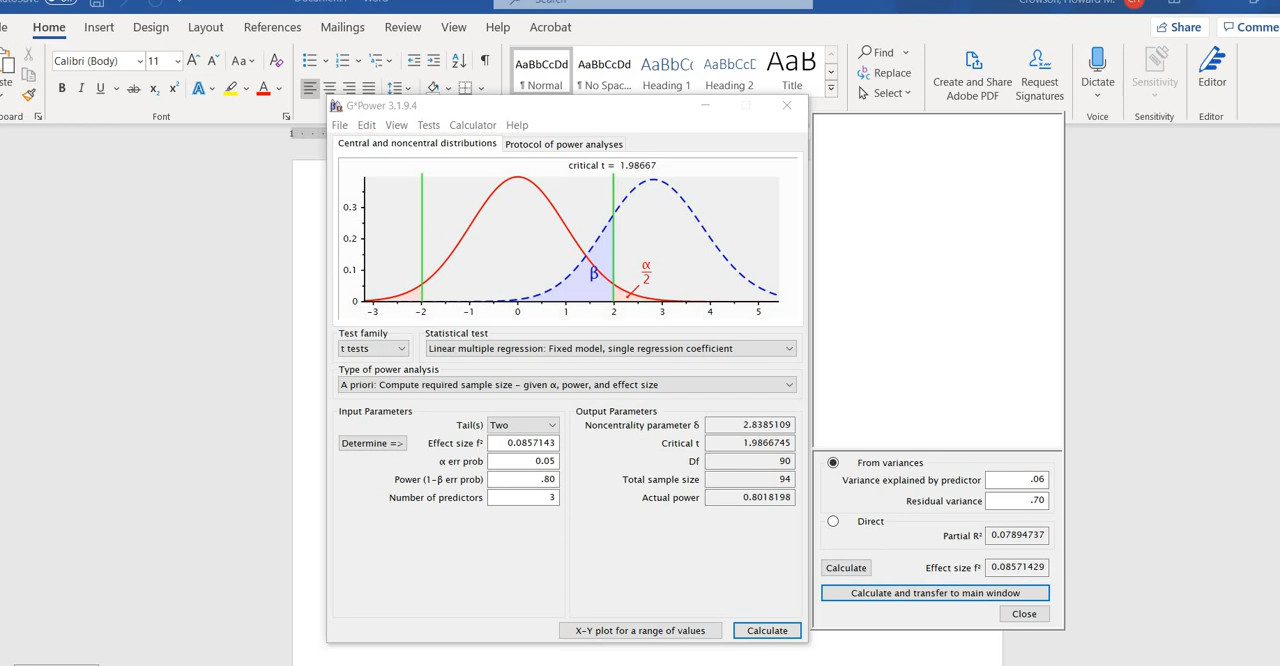 Home Insert Design Layout References Mailings Review View Help Acrobat Share Comme
Calibri (Body) 11 Aa
B I U ab x₂ x² A A
AaBbCcDd AaBbCcDd AaBbCc AaBbCcD AaB
¶ Normal ¶ No Spac... Heading 1 Heading 2 Title
Find
Replace
Select
Create and Share Adobe PDF
Request Signatures
Dictate
Sensitivity
Editor
Font Voice Sensitivity Editor
G*Power 3.1.9.4
File Edit View Tests Calculator Help
Central and noncentral distributions Protocol of power analyses
critical t = 1.98667
0.3
0.2
0.1
0
β
α
2
-3 -2 -1 0 1 2 3 4 5
Test family Statistical test
t tests Linear multiple regression: Fixed model, single regression coefficient
Type of power analysis
A priori: Compute required sample size - given α, power, and effect size
Input Parameters
Tail(s) Two
Determine => Effect size f² 0.0857143
α err prob 0.05
Power (1-β err prob) .80
Number of predictors 3
Output Parameters
Noncentrality parameter δ 2.8385109
Critical t 1.9866745
Df 90
Total sample size 94
Actual power 0.8018198
X-Y plot for a range of values Calculate
From variances
Variance explained by predictor .06
Residual variance .70
Direct
Partial R² 0.07894737
Calculate Effect size f² 0.08571429
Calculate and transfer to main window
Close